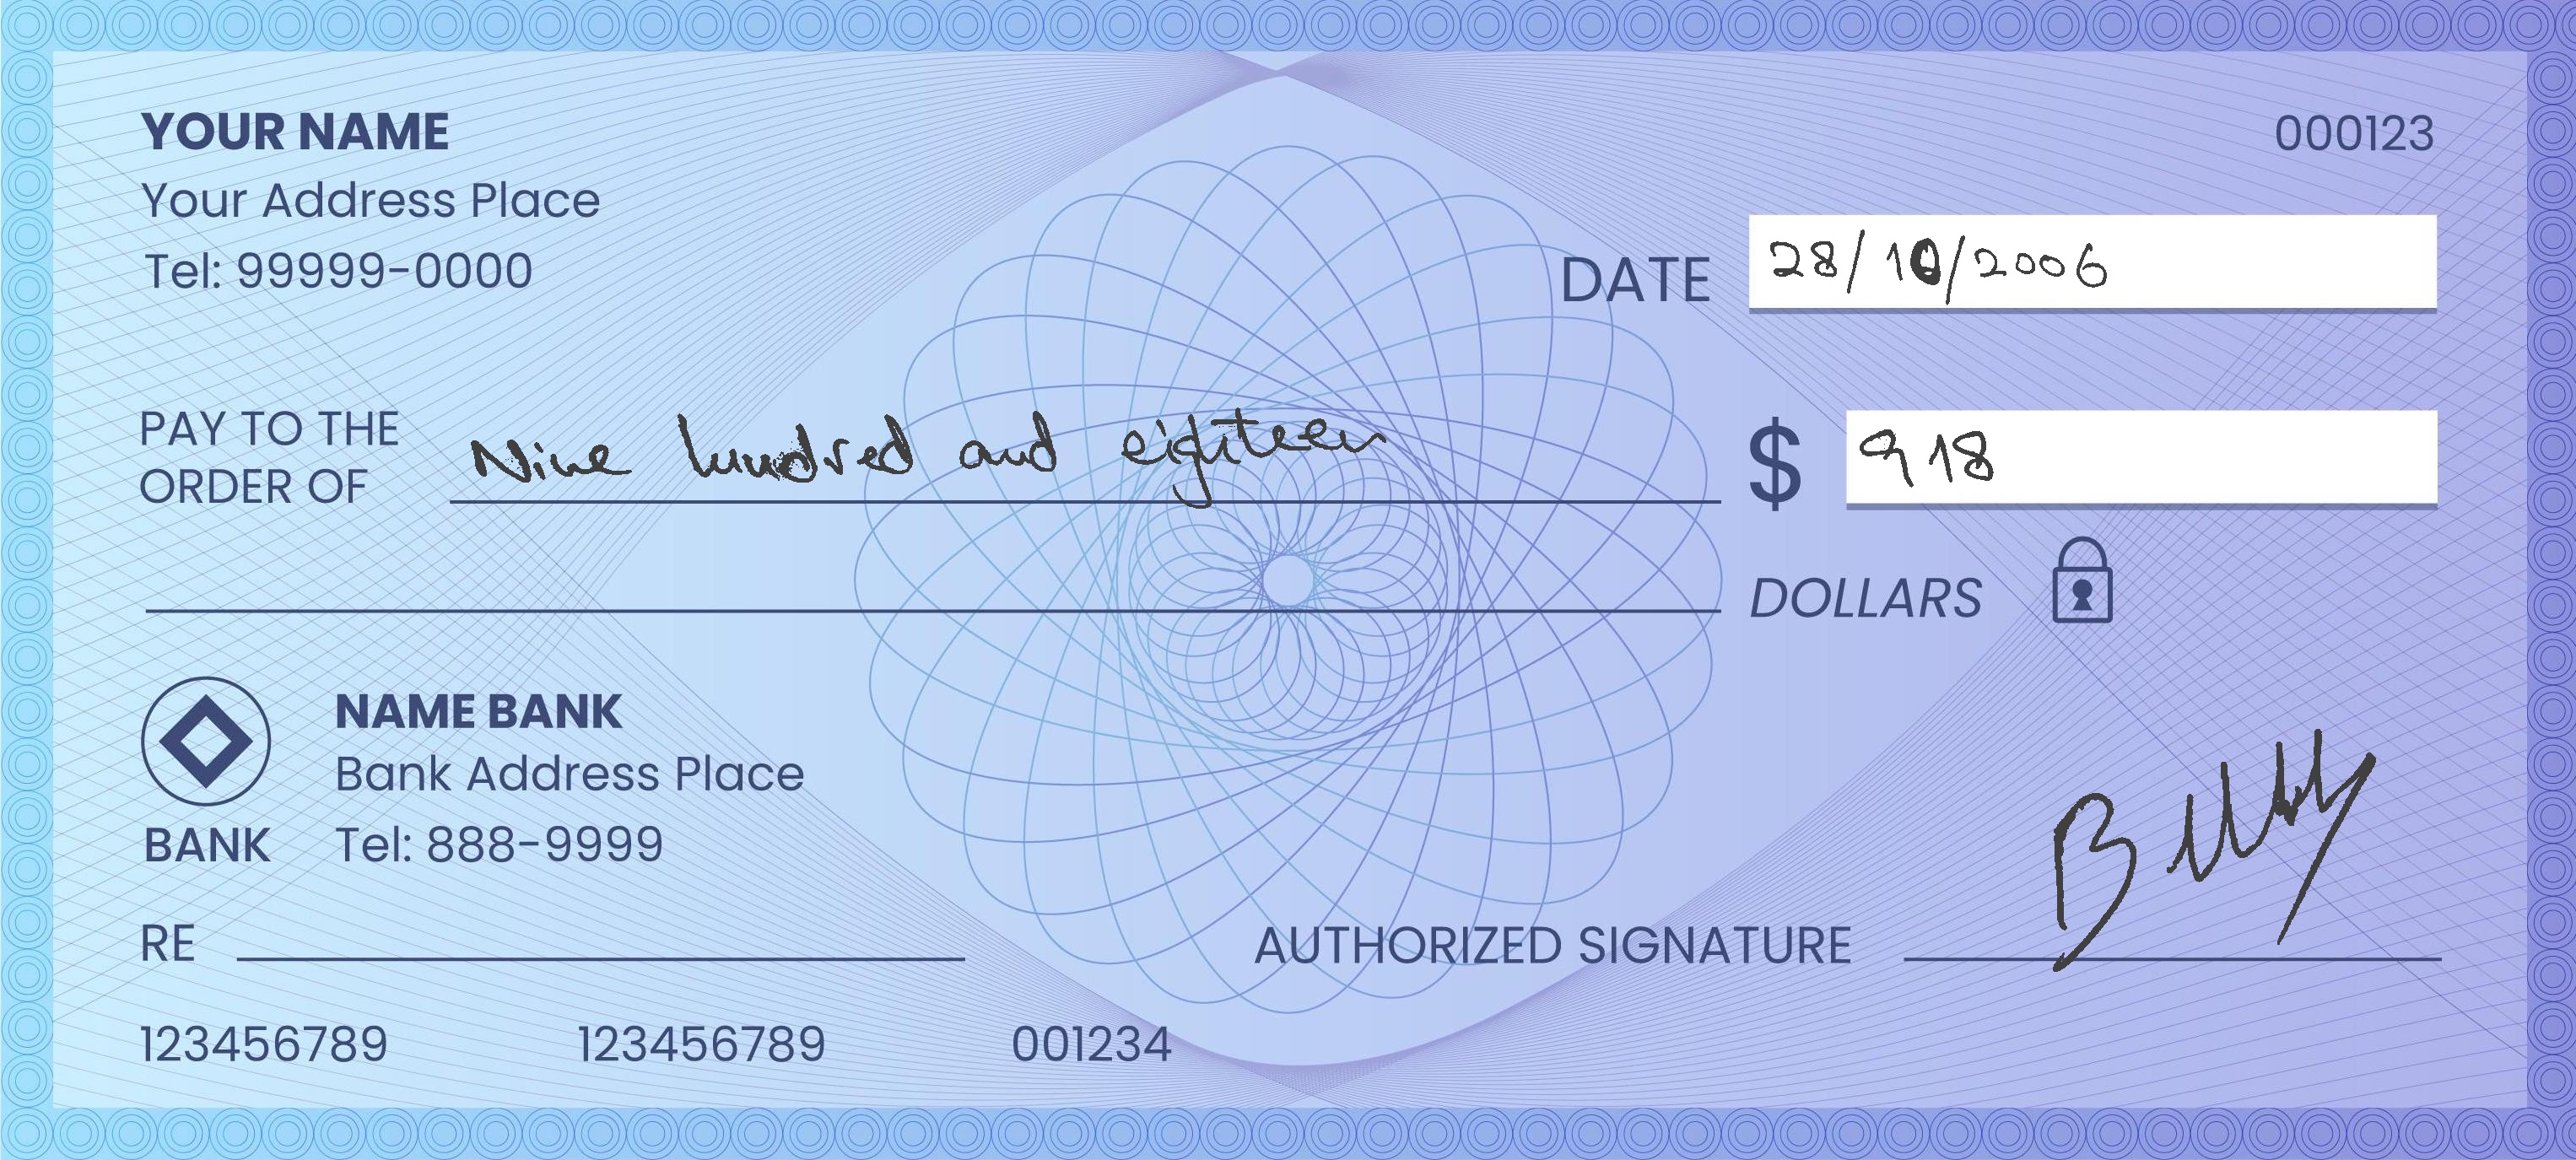 YOUR NAME
000123
Your Address Place
Tel: 99999-0000
DATE 28/10/2006
PAY TO THE
ORDER OF Nine hundred and eighteen $ 918
DOLLARS
NAME BANK
Bank Address Place
BANK Tel: 888-9999
RE
AUTHORIZED SIGNATURE Billy
123456789 123456789 001234